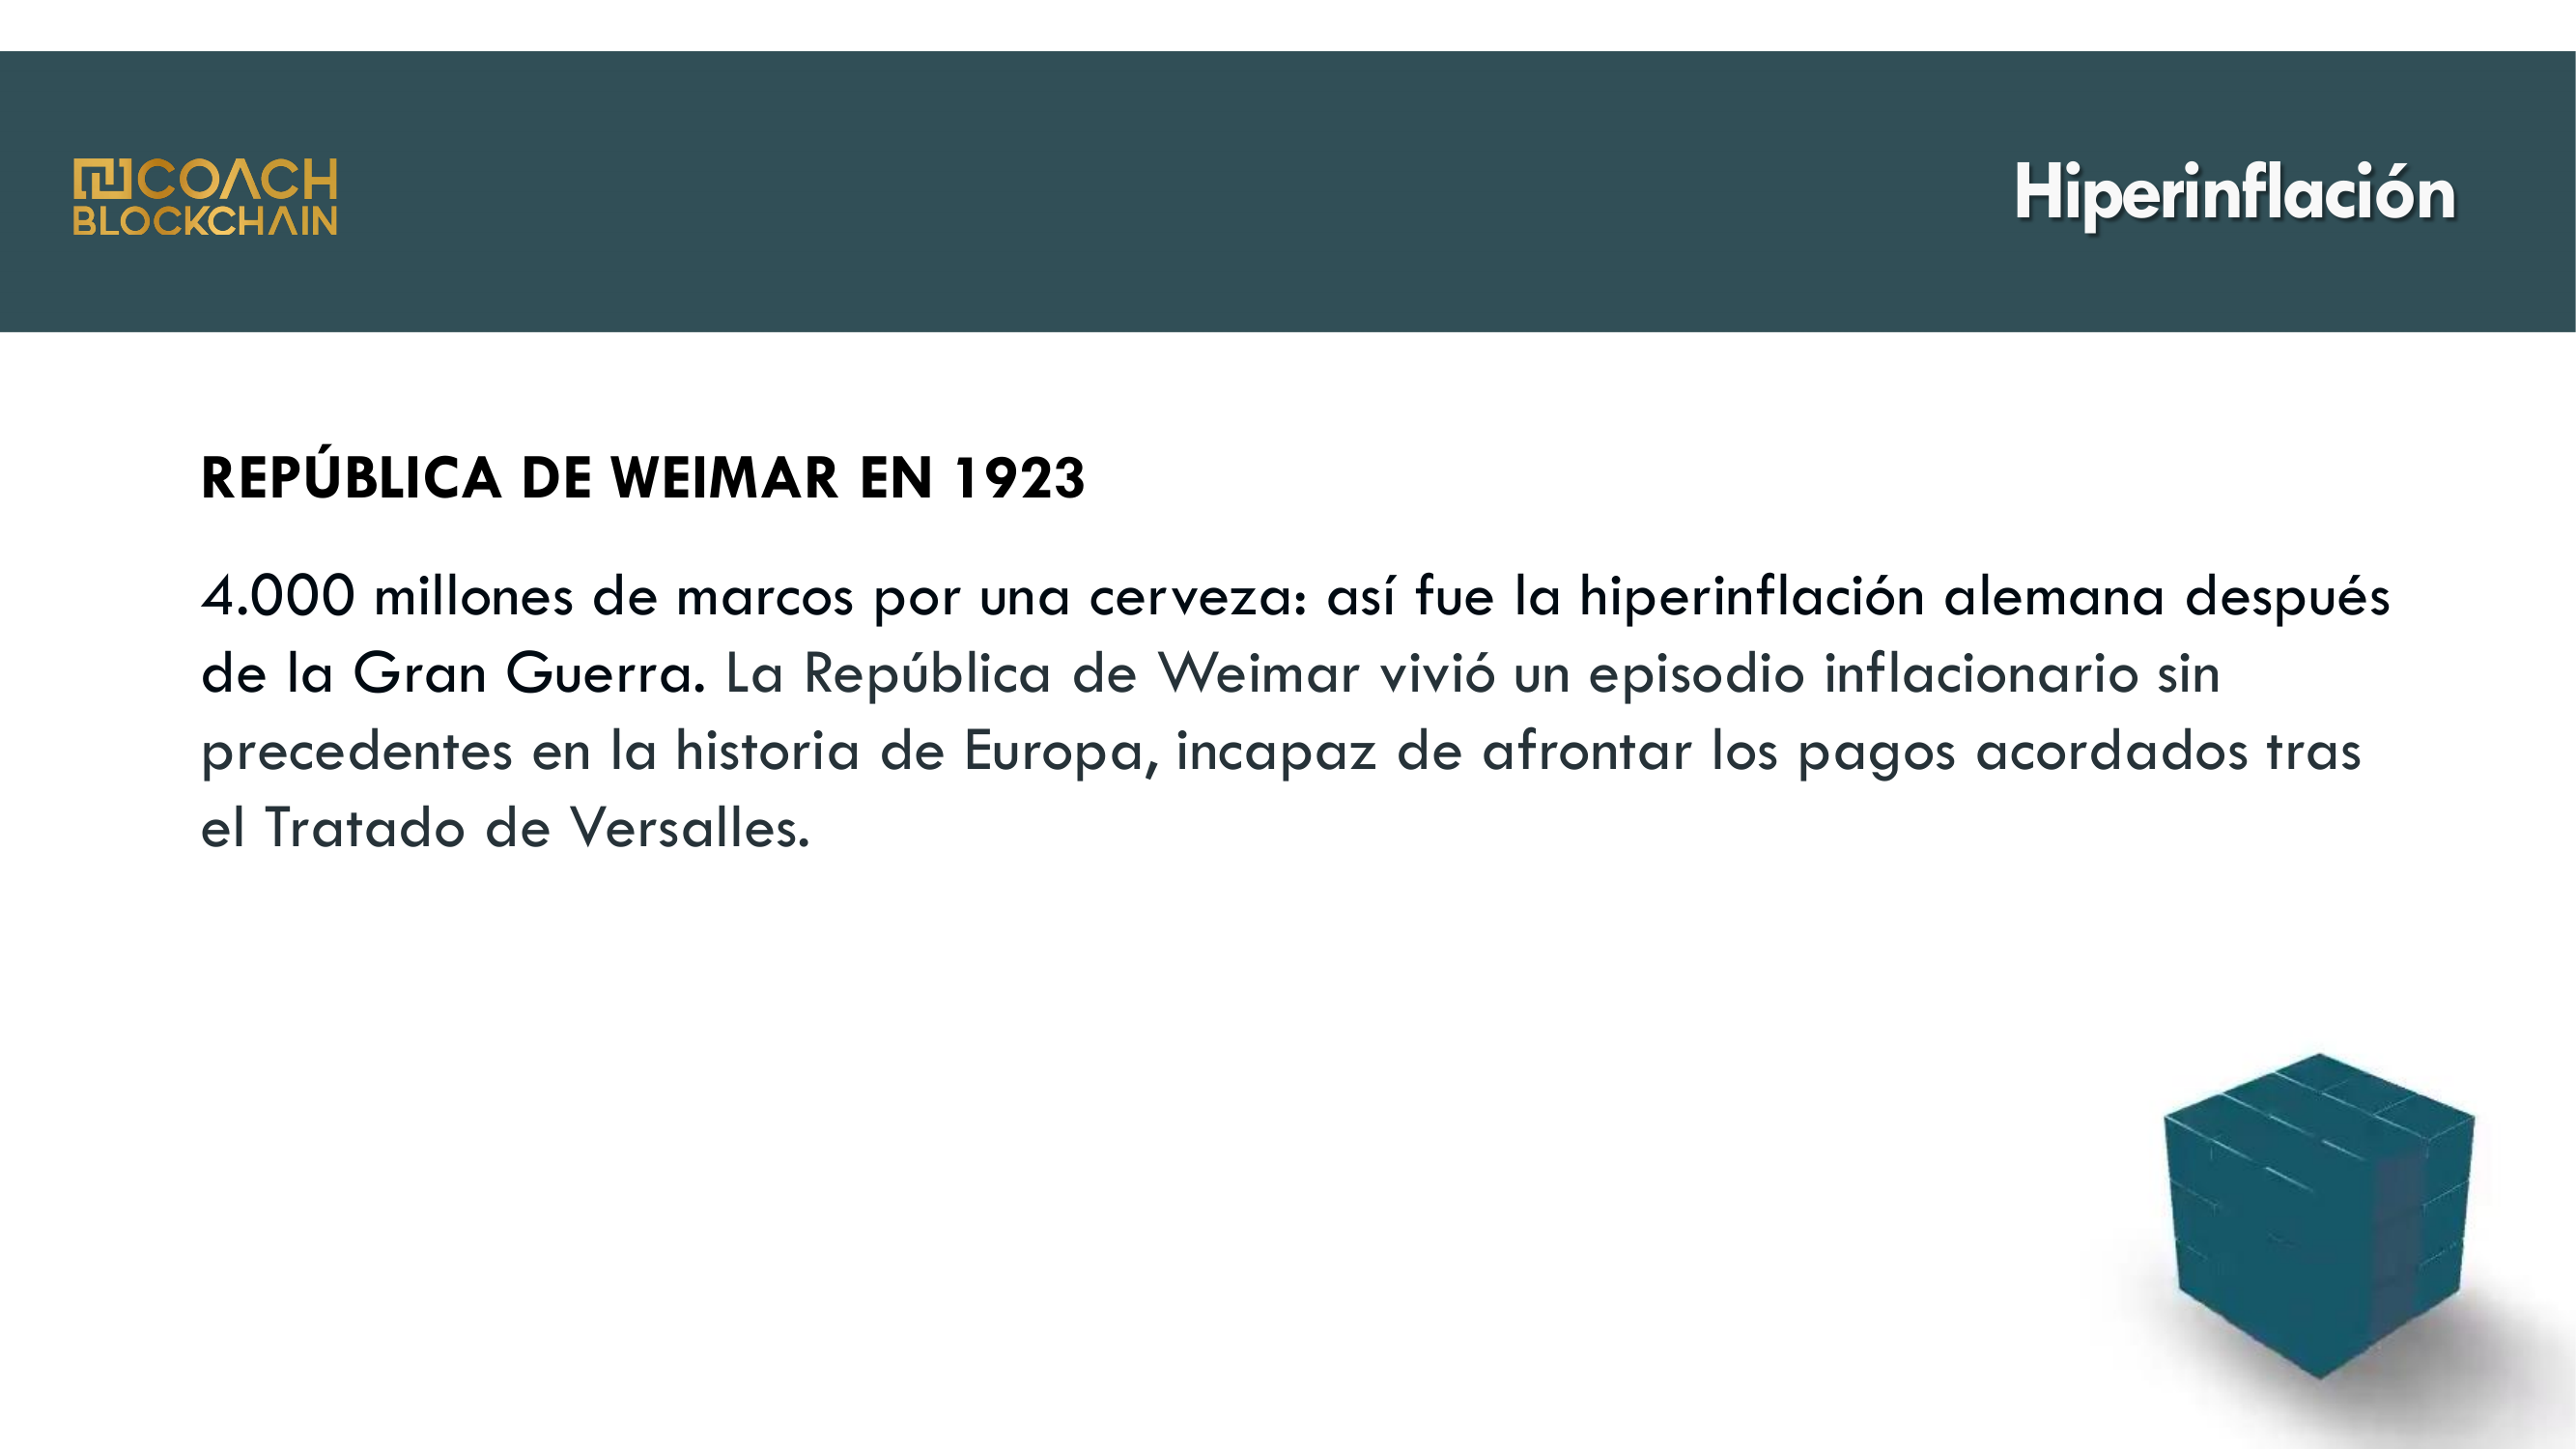 COACH
BLOCKCHAIN
Hiperinflación
REPÚBLICA DE WEIMAR EN 1923
4.000 millones de marcos por una cerveza: así fue la hiperinflación alemana después
de la Gran Guerra. La República de Weimar vivió un episodio inflacionario sin
precedentes en la historia de Europa, incapaz de afrontar los pagos acordados tras
el Tratado de Versalles.